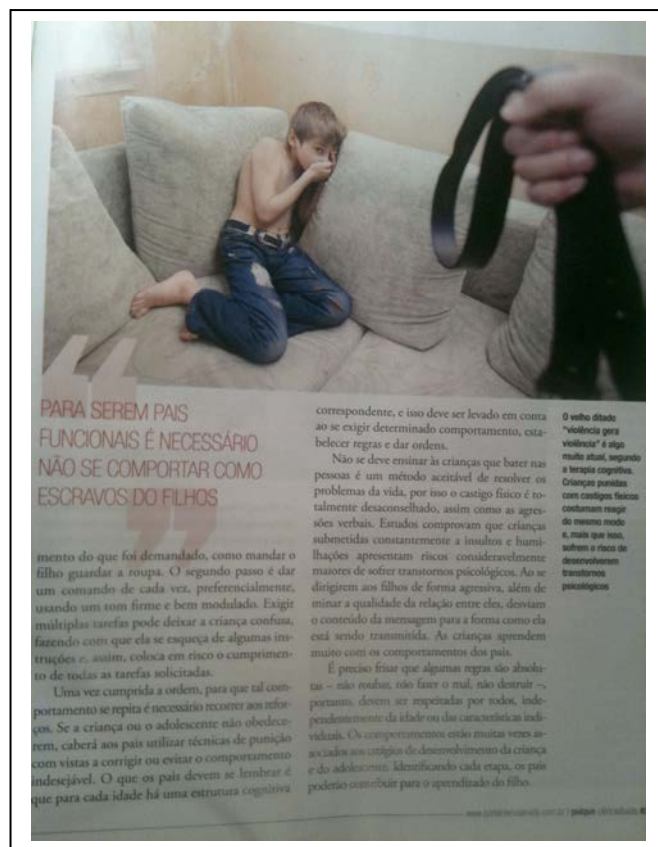 PARA SEREM PAIS
FUNCIONAIS É NECESSÁRIO
NÃO SE COMPORTAR COMO
ESCRAVOS DO FILHOS
mento do que foi demandado, como mandar o
filho guardar a roupa. O segundo passo é dar
um comando de cada vez, preferencialmente,
usando um tom firme e bem modulado. Exigir
múltiplas tarefas pode deixar a criança confusa,
fazendo com que ela se esqueça de algumas ins-
truções e, assim, coloca em risco o cumprimen-
to de todas as tarefas solicitadas.
Uma vez cumprida a ordem, para que tal com-
portamento se repita é necessário recorrer aos refor-
ços. Se a criança ou o adolescente não obedece-
rem, caberá aos pais utilizar técnicas de punição
com vistas a corrigir ou evitar o comportamento
indesejável. O que os pais devem se lembrar é
que para cada idade há uma estrutura cognitiva
correspondente, e isso deve ser levado em conta
ao se exigir determinado comportamento, esta-
belecer regras e dar ordens.
Não se deve ensinar às crianças que bater nas
pessoas é um método aceitável de resolver os
problemas da vida, por isso o castigo físico é to-
talmente desaconselhado, assim como as agres-
sões verbais. Estudos comprovam que crianças
submetidas constantemente a insultos e humi-
lhações apresentam riscos consideravelmente
maiores de sofrer transtornos psicológicos. Ao se
dirigirem aos filhos de forma agressiva, além de
minar a qualidade da relação entre eles, desviam
o conteúdo da mensagem para a forma como ela
está sendo transmitida. As crianças aprendem
muito com os comportamentos dos pais.
É preciso frisar que algumas regras são absolu-
tas – não roubar, não fazer o mal, não destruir –,
portanto, devem ser respeitadas por todos, inde-
pendentemente da idade ou das características indi-
viduais. Os comportamentos estão muitas vezes as-
sociados aos estágios de desenvolvimento da criança
e do adolescente. Identificando cada etapa, os pais
poderão contribuir para o aprendizado do filho.
O velho ditado
"violência gera
violência" é algo
muito atual, segundo
a terapia cognitiva.
Crianças punidas
com castigos físicos
costumam reagir
do mesmo modo
e, mais que isso,
sofrem o risco de
desenvolverem
transtornos
psicológicos
psique